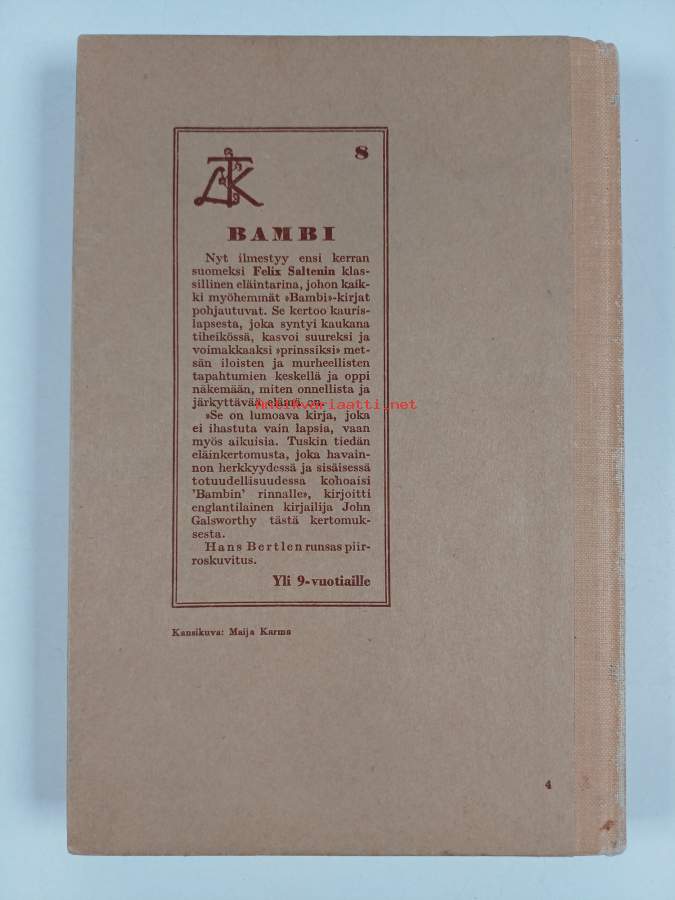 8
LTK
BAMBI
Nyt ilmestyy ensi kerran
suomeksi Felix Saltenin klas-
sillinen eläintarina, johon kaik-
ki myöhemmät »Bambi»-kirjat
pohjautuvat. Se kertoo kauris-
lapsesta, joka syntyi kaukana
tiheikössä, kasvoi suureksi ja
voimakkaaksi »prinssiksi» met-
sän iloisten ja murheellisten
tapahtumien keskellä ja oppi
näkemään, miten onnellista ja
järkyttävää elämä on.
antikvariaatti.net
»Se on lumoava kirja, joka
ei ihastuta vain lapsia, vaan
myös aikuisia. Tuskin tiedän
eläinkertomusta, joka havain-
non herkkyydessä ja sisäisessä
totuudellisuudessa kohoaisi
'Bambin' rinnalle», kirjoitti
englantilainen kirjailija John
Galsworthy tästä kertomuk-
sesta.
Hans Bertlen runsas piir-
roskuvitus.
Yli 9-vuotiaille
Kansikuva: Maija Karma
4